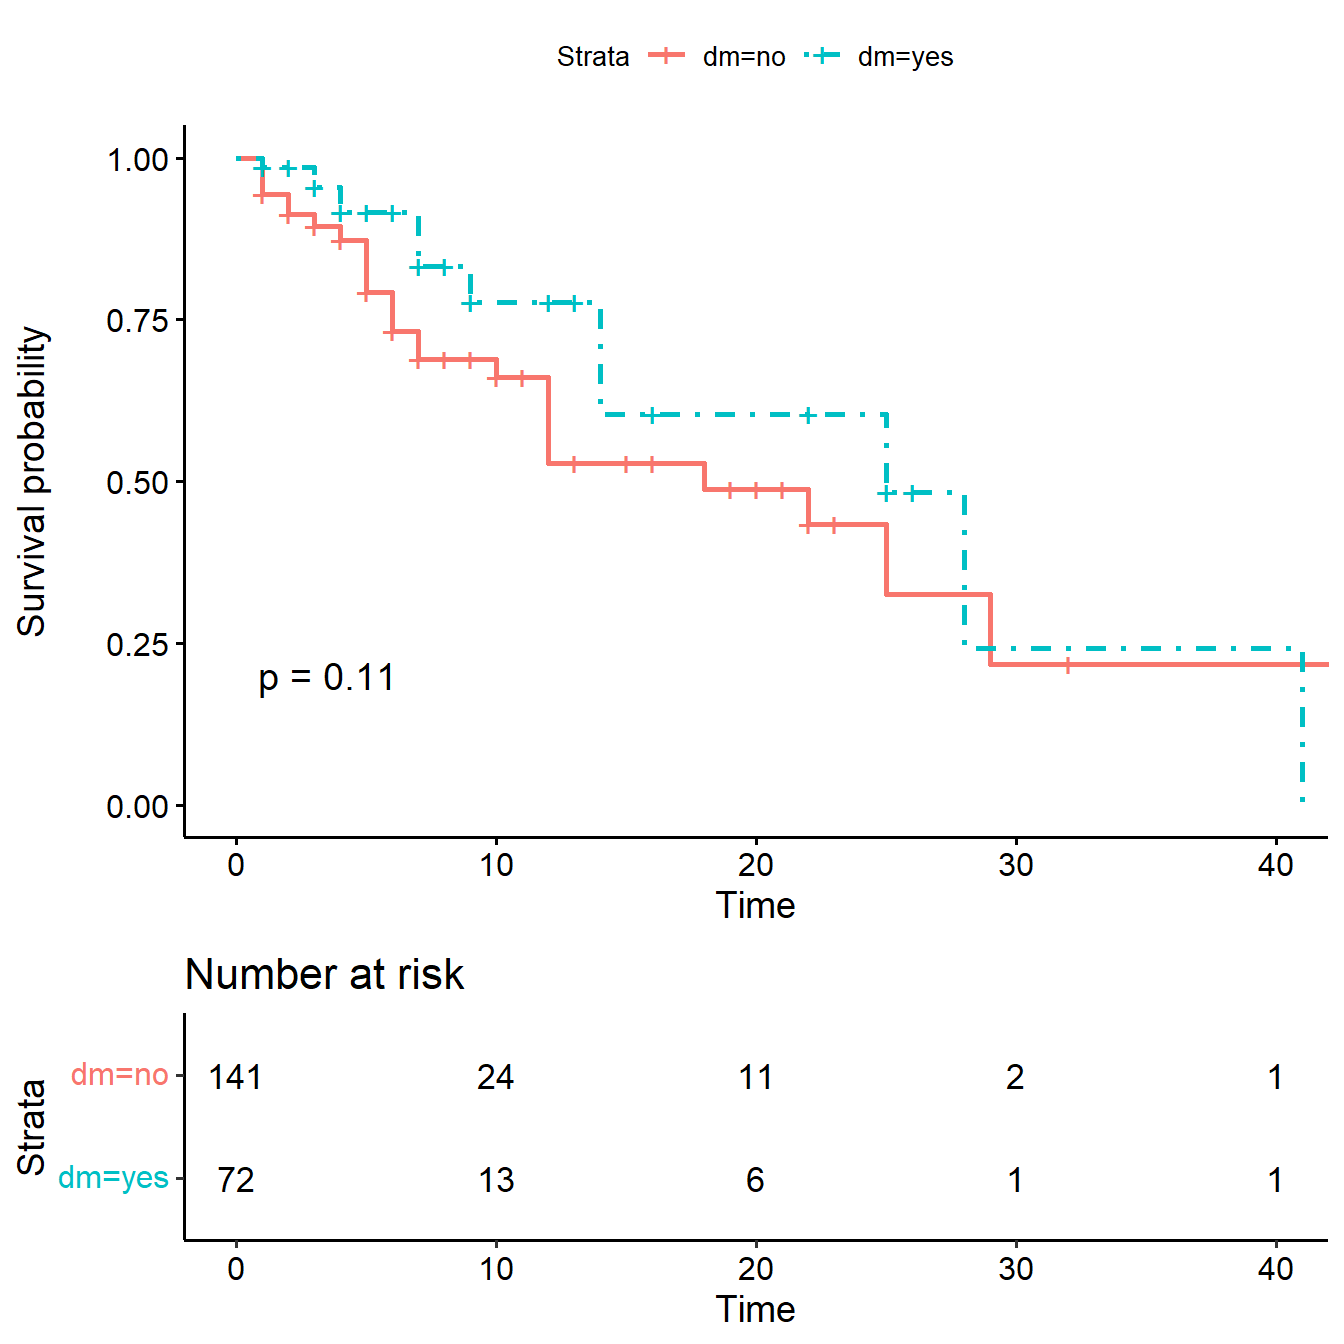 Strata dm=no dm=yes
1.00
0.75
0.50
0.25
0.00
Survival probability
p = 0.11
0 10 20 30 40
Time
Number at risk
Strata
dm=no 141 24 11 2 1
dm=yes 72 13 6 1 1
0 10 20 30 40
Time